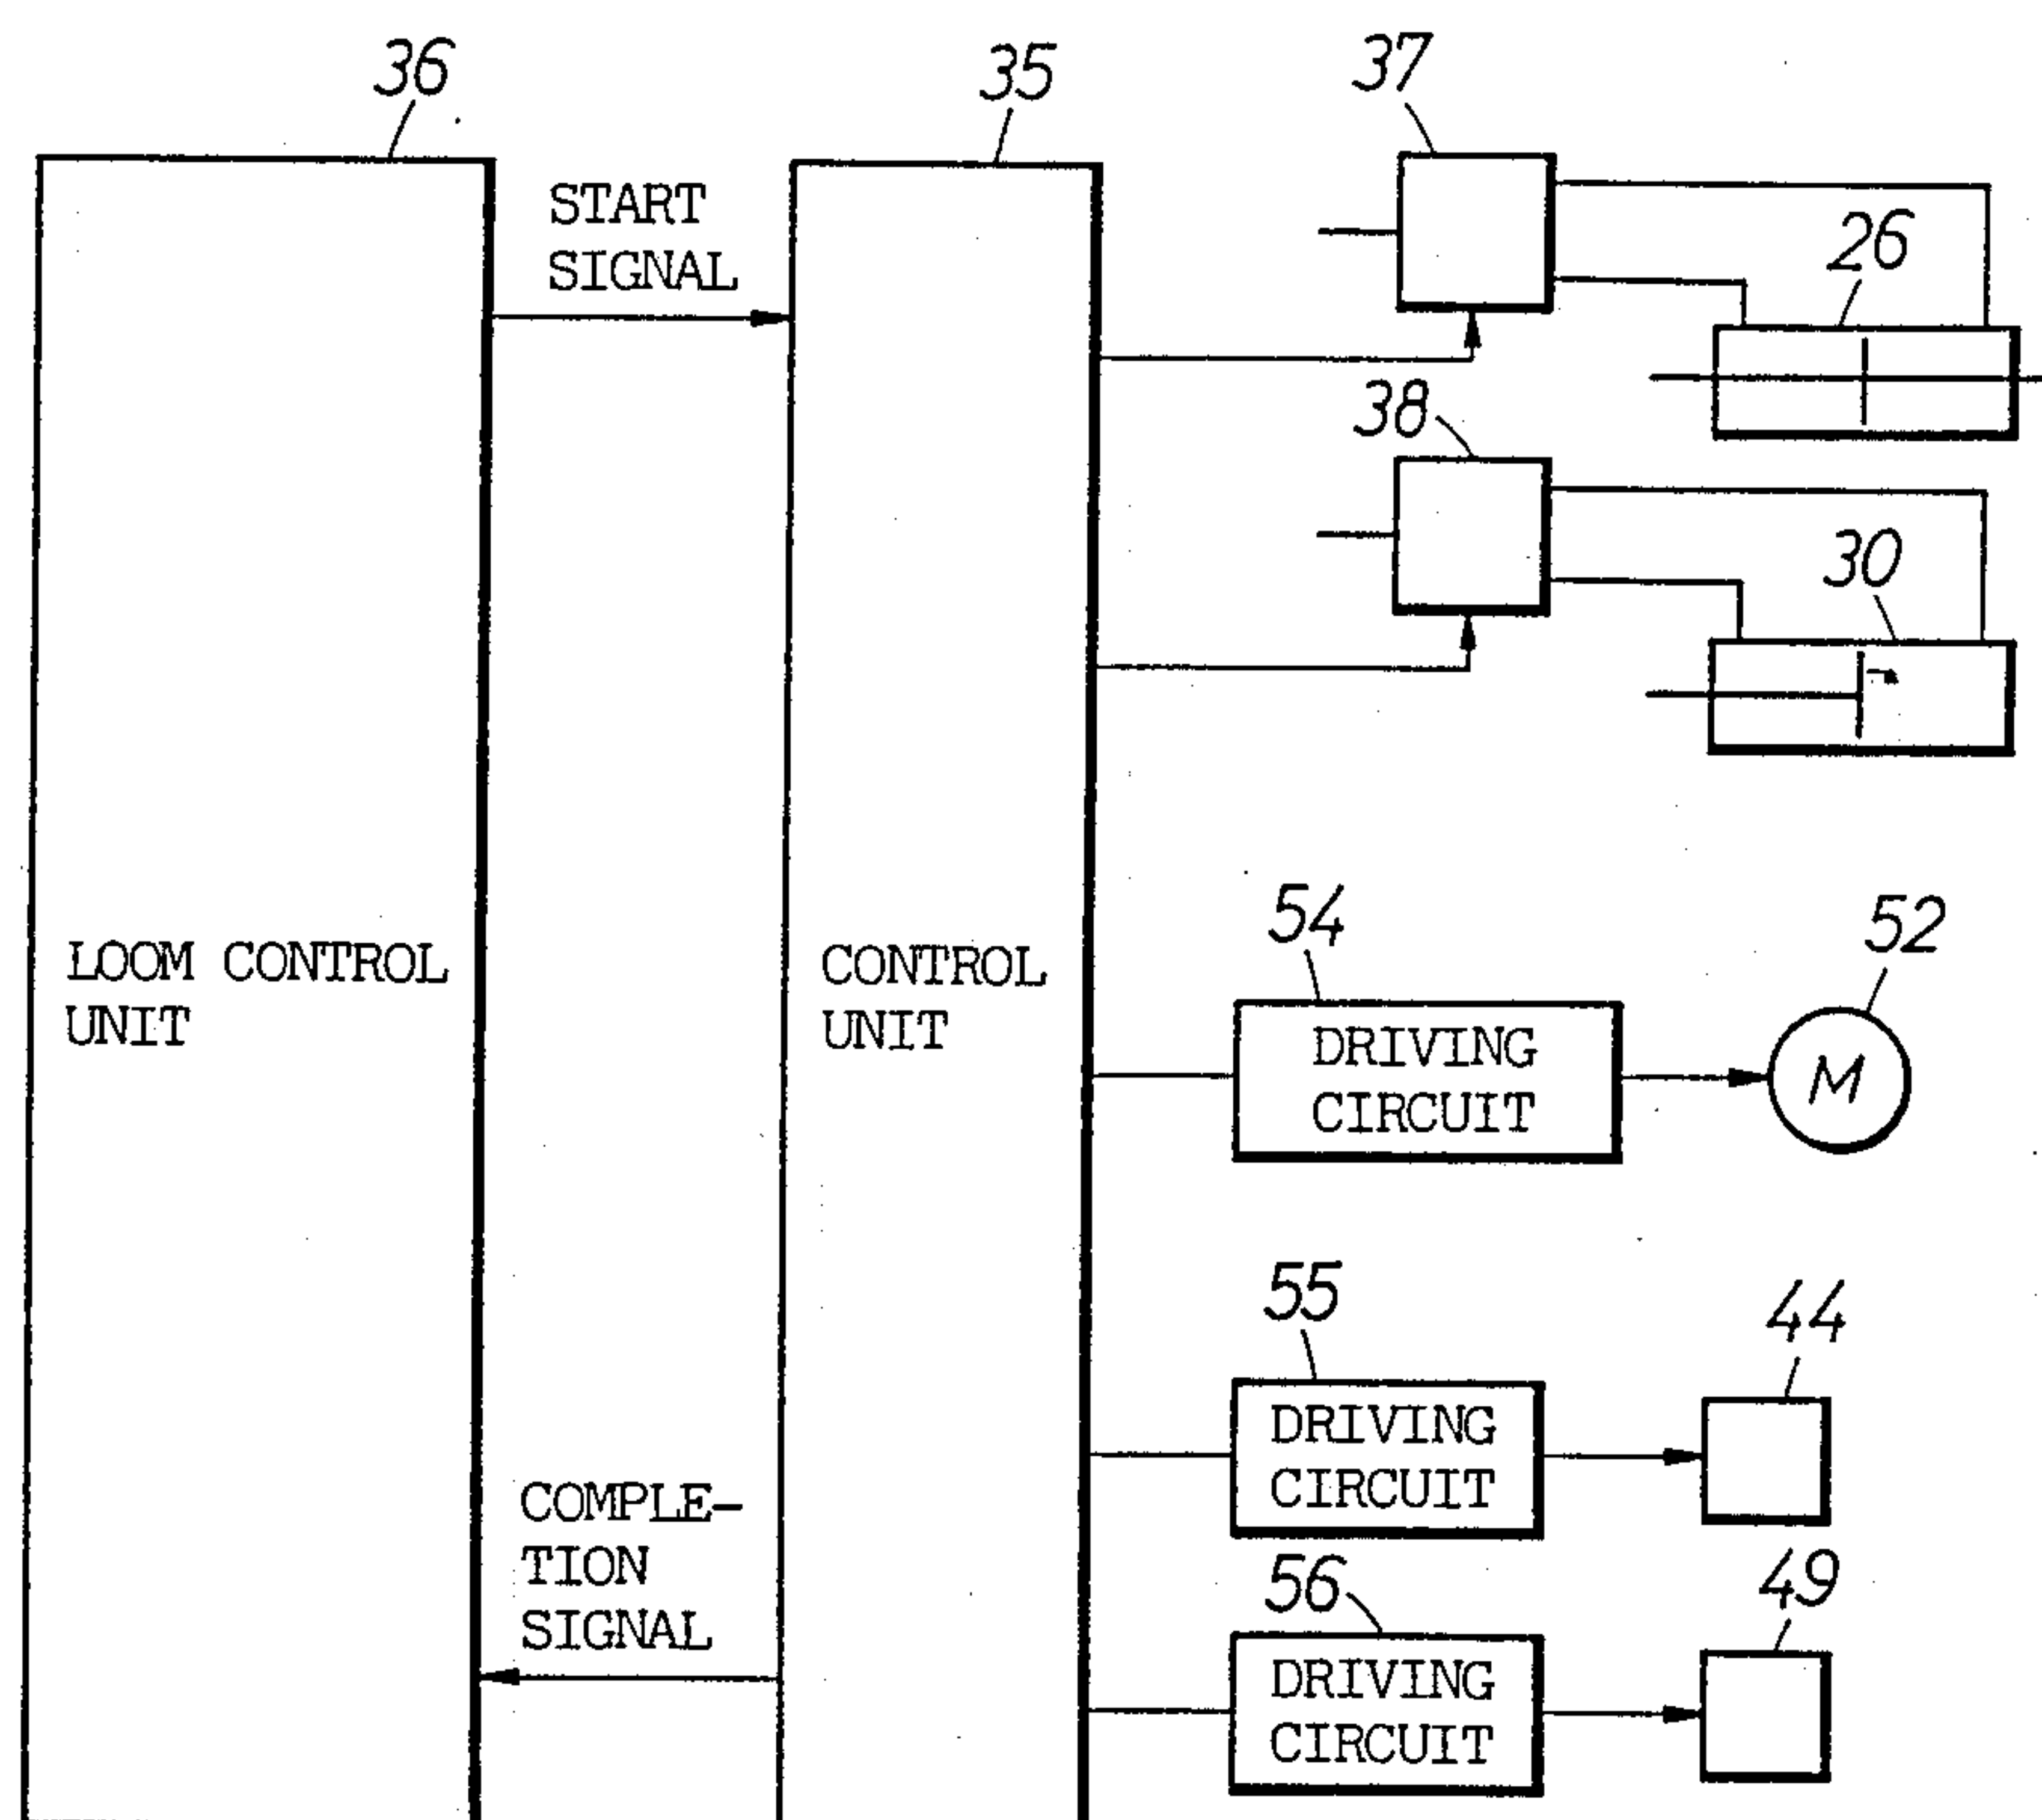 36
35
37
START
SIGNAL
26
38
30
54
52
LOOM CONTROL
UNIT
CONTROL
UNIT
DRIVING
CIRCUIT
M
55
44
DRIVING
CIRCUIT
COMPLE-
TION
SIGNAL
56
49
DRIVING
CIRCUIT